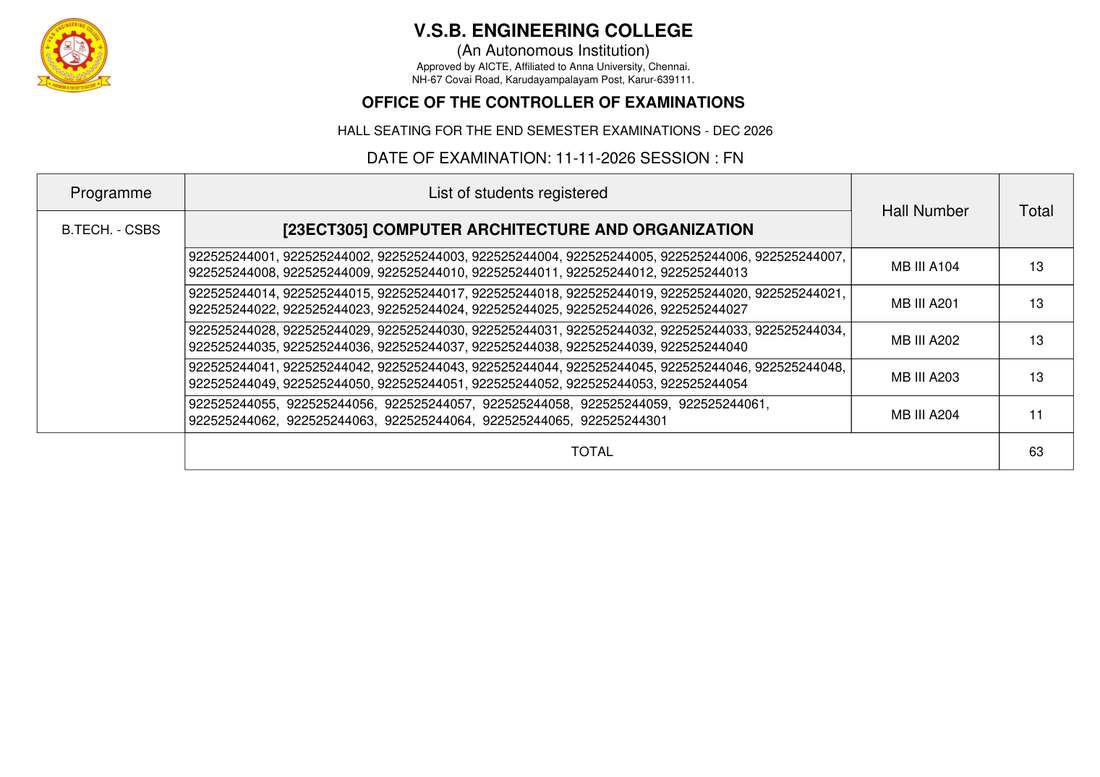 V.S.B. ENGINEERING COLLEGE
(An Autonomous Institution)
Approved by AICTE, Affiliated to Anna University, Chennai.
NH-67 Covai Road, Karudayampalayam Post, Karur-639111.
OFFICE OF THE CONTROLLER OF EXAMINATIONS
HALL SEATING FOR THE END SEMESTER EXAMINATIONS - DEC 2026
DATE OF EXAMINATION: 11-11-2026 SESSION : FN
Programme
List of students registered
Hall Number
Total
B.TECH. - CSBS
[23ECT305] COMPUTER ARCHITECTURE AND ORGANIZATION
922525244001, 922525244002, 922525244003, 922525244004, 922525244005, 922525244006, 922525244007,
922525244008, 922525244009, 922525244010, 922525244011, 922525244012, 922525244013
MB III A104
13
922525244014, 922525244015, 922525244017, 922525244018, 922525244019, 922525244020, 922525244021,
922525244022, 922525244023, 922525244024, 922525244025, 922525244026, 922525244027
MB III A201
13
922525244028, 922525244029, 922525244030, 922525244031, 922525244032, 922525244033, 922525244034,
922525244035, 922525244036, 922525244037, 922525244038, 922525244039, 922525244040
MB III A202
13
922525244041, 922525244042, 922525244043, 922525244044, 922525244045, 922525244046, 922525244048,
922525244049, 922525244050, 922525244051, 922525244052, 922525244053, 922525244054
MB III A203
13
922525244055, 922525244056, 922525244057, 922525244058, 922525244059, 922525244061,
922525244062, 922525244063, 922525244064, 922525244065, 922525244301
MB III A204
11
TOTAL
63